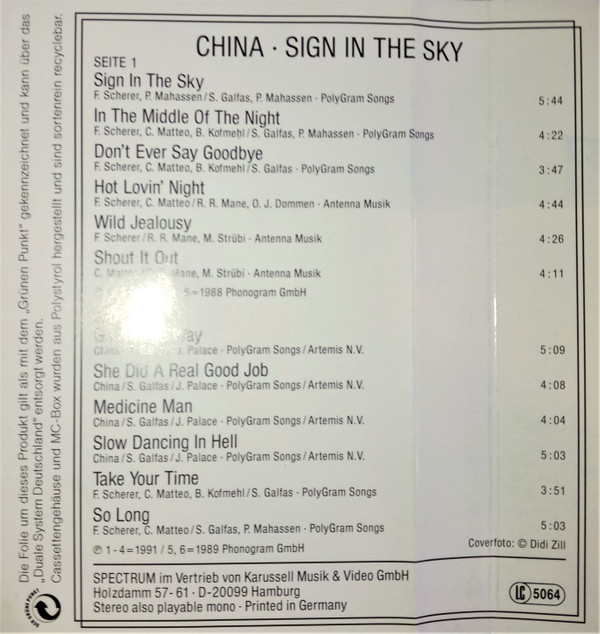 CHINA · SIGN IN THE SKY
SEITE 1
Sign In The Sky
F. Scherer, P. Mahassen/S. Galfas, P. Mahassen · PolyGram Songs 5:44
In The Middle Of The Night
F. Scherer, C. Matteo, B. Kofmehl/S. Galfas, P. Mahassen · PolyGram Songs 4:22
Don't Ever Say Goodbye
F. Scherer, C. Matteo, B. Kofmehl/S. Galfas · PolyGram Songs 3:47
Hot Lovin' Night
F. Scherer, C. Matteo/R. R. Mane, O. J. Dommen · Antenna Musik 4:44
Wild Jealousy
F. Scherer/R. R. Mane, M. Strübi · Antenna Musik 4:26
Shout It Out
M. Strübi · Antenna Musik 4:11
5=1988 Phonogram GmbH
J. Palace · PolyGram Songs/Artemis N.V. 5:09
She Did A Real Good Job
China/S. Galfas/J. Palace · PolyGram Songs/Artemis N.V. 4:08
Medicine Man
China/S. Galfas/J. Palace · PolyGram Songs/Artemis N.V. 4:04
Slow Dancing In Hell
China/S. Galfas/J. Palace · PolyGram Songs/Artemis N.V. 5:03
Take Your Time
F. Scherer, C. Matteo, B. Kofmehl/S. Galfas · PolyGram Songs 3:51
So Long
F. Scherer, C. Matteo/S. Galfas, P. Mahassen · PolyGram Songs 5:03
℗ 1-4=1991 / 5, 6=1989 Phonogram GmbH Coverfoto: © Didi Zill
SPECTRUM im Vertrieb von Karussell Musik & Video GmbH
Holzdamm 57-61 · D-20099 Hamburg
Stereo also playable mono · Printed in Germany
LC 5064
Die Folie um dieses Produkt gilt als mit dem „Grünen Punkt" gekennzeichnet und kann über das
„Duale System Deutschland" entsorgt werden.
Cassettengehäuse und MC-Box wurden aus Polystyrol hergestellt und sind sortenrein recyclebar.
DER GRÜNE PUNKT